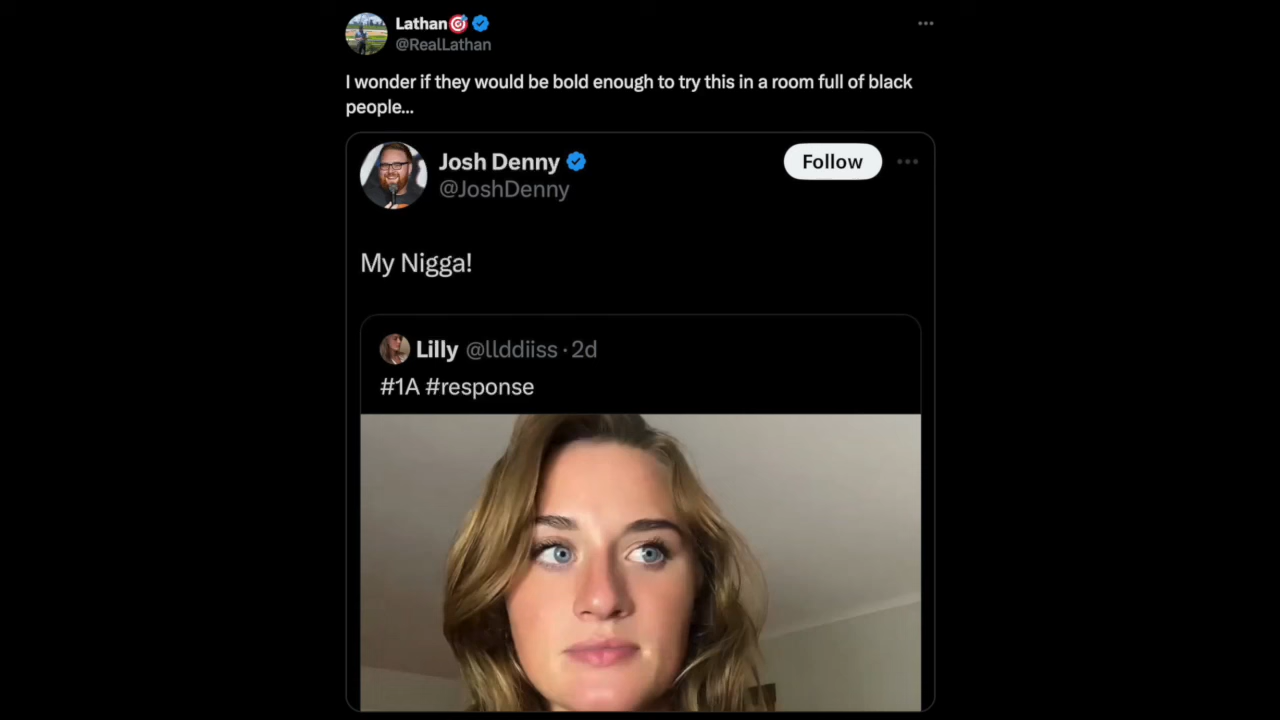 Lathan🎯
@RealLathan
I wonder if they would be bold enough to try this in a room full of black
people...
Josh Denny
Follow
@JoshDenny
My Nigga!
Lilly @llddiiss · 2d
#1A #response